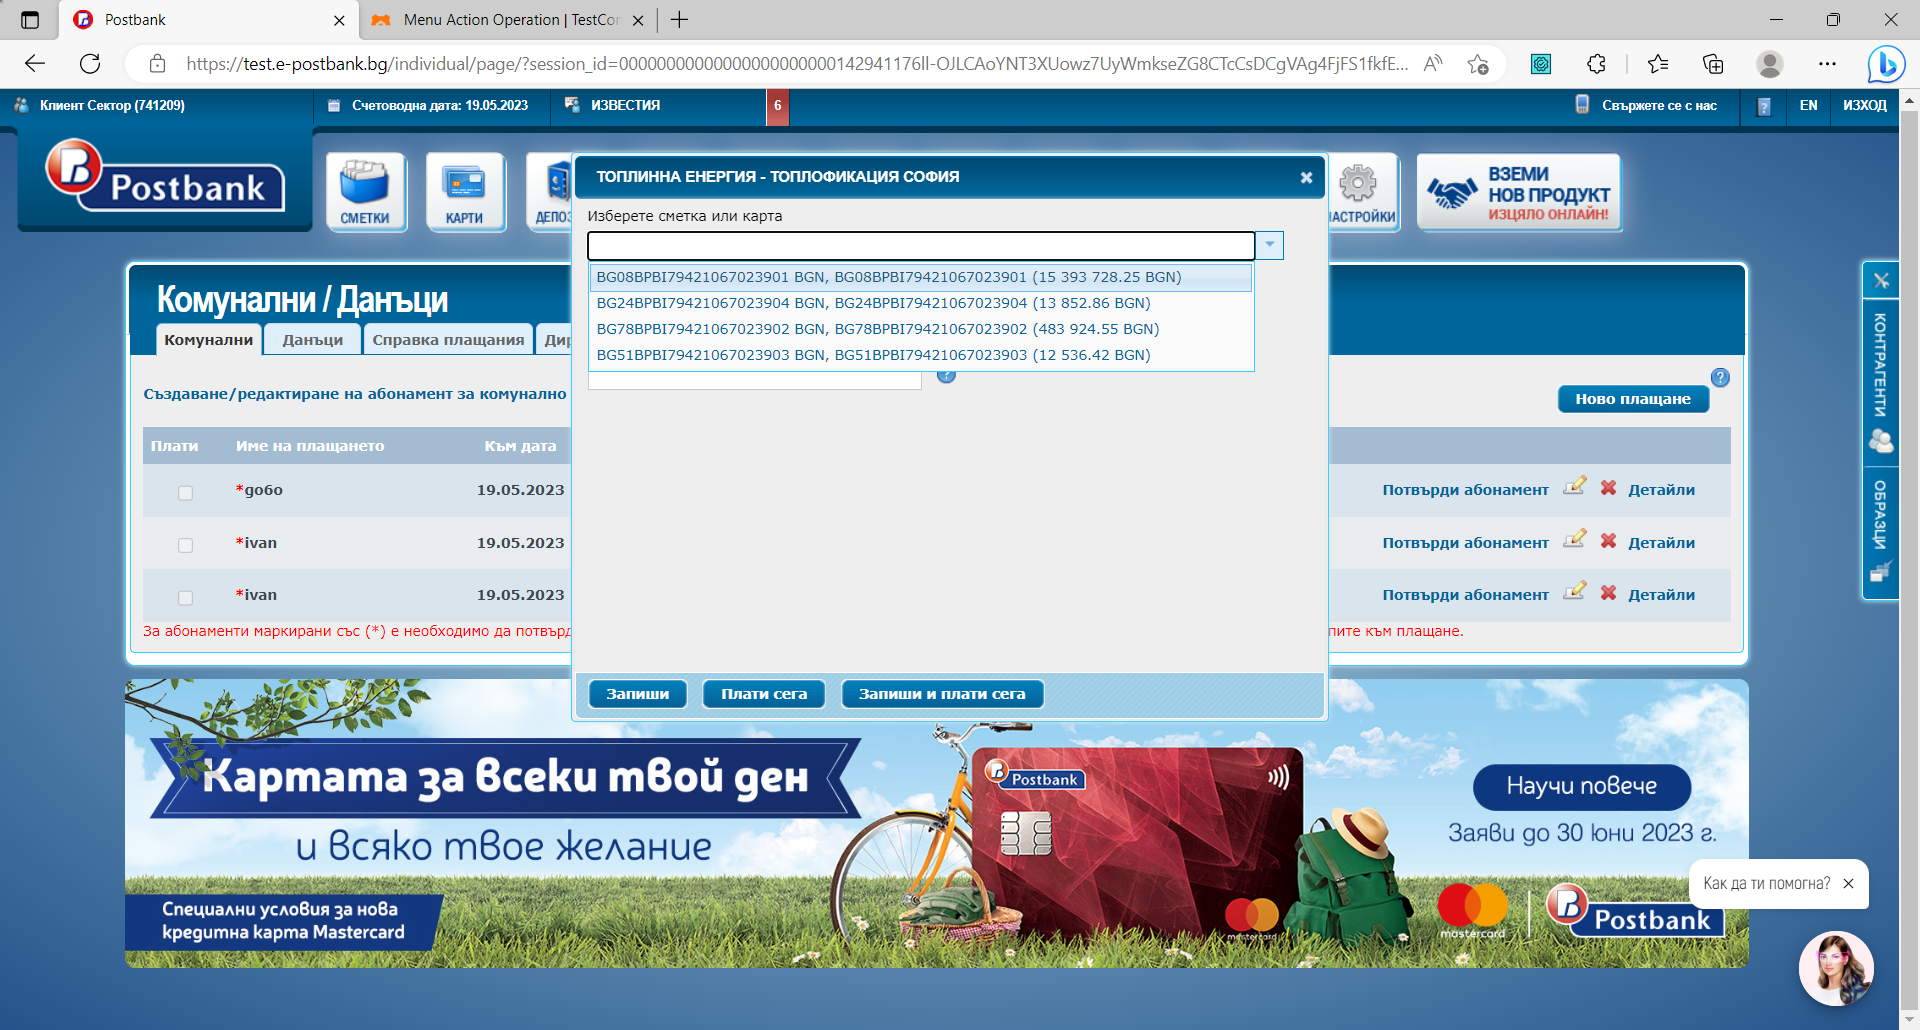 Postbank
Menu Action Operation | TestCo
https://test.e-postbank.bg/individual/page/?session_id=
Клиент Сектор (741209)
Счетоводна дата: 19.05.2023
ИЗВЕСТИЯ
6
Свържете се с нас
EN
ИЗХОД
Postbank
СМЕТКИ
КАРТИ
ДЕПОЗ
АСТРОЙКИ
ВЗЕМИ
НОВ ПРОДУКТ
ИЗЦЯЛО ОНЛАЙН!
ТОПЛИННА ЕНЕРГИЯ - ТОПЛОФИКАЦИЯ СОФИЯ
Изберете сметка или карта
BG08BPBI79421067023901 BGN, BG08BPBI79421067023901 (15 393 728.25 BGN)
BG24BPBI79421067023904 BGN, BG24BPBI79421067023904 (13 852.86 BGN)
BG78BPBI79421067023902 BGN, BG78BPBI79421067023902 (483 924.55 BGN)
BG51BPBI79421067023903 BGN, BG51BPBI79421067023903 (12 536.42 BGN)
Комунални / Данъци
Комунални
Данъци
Справка плащания
Дир
Създаване/редактиране на абонамент за комунално
Ново плащане
Плати Име на плащането Към дата
*добо 19.05.2023 Потвърди абонамент Детайли
*ivan 19.05.2023 Потвърди абонамент Детайли
*ivan 19.05.2023 Потвърди абонамент Детайли
За абонаменти маркирани със (*) е необходимо да потвърд
пите към плащане.
Запиши
Плати сега
Запиши и плати сега
КОНТРАГЕНТИ
ОБРАЗЦИ
Картата за всеки твой ден
и всяко твое желание
Специални условия за нова
кредитна карта Mastercard
Postbank
mastercard
Научи повече
Заяви до 30 юни 2023 г.
mastercard
Postbank
Как да ти помогна?